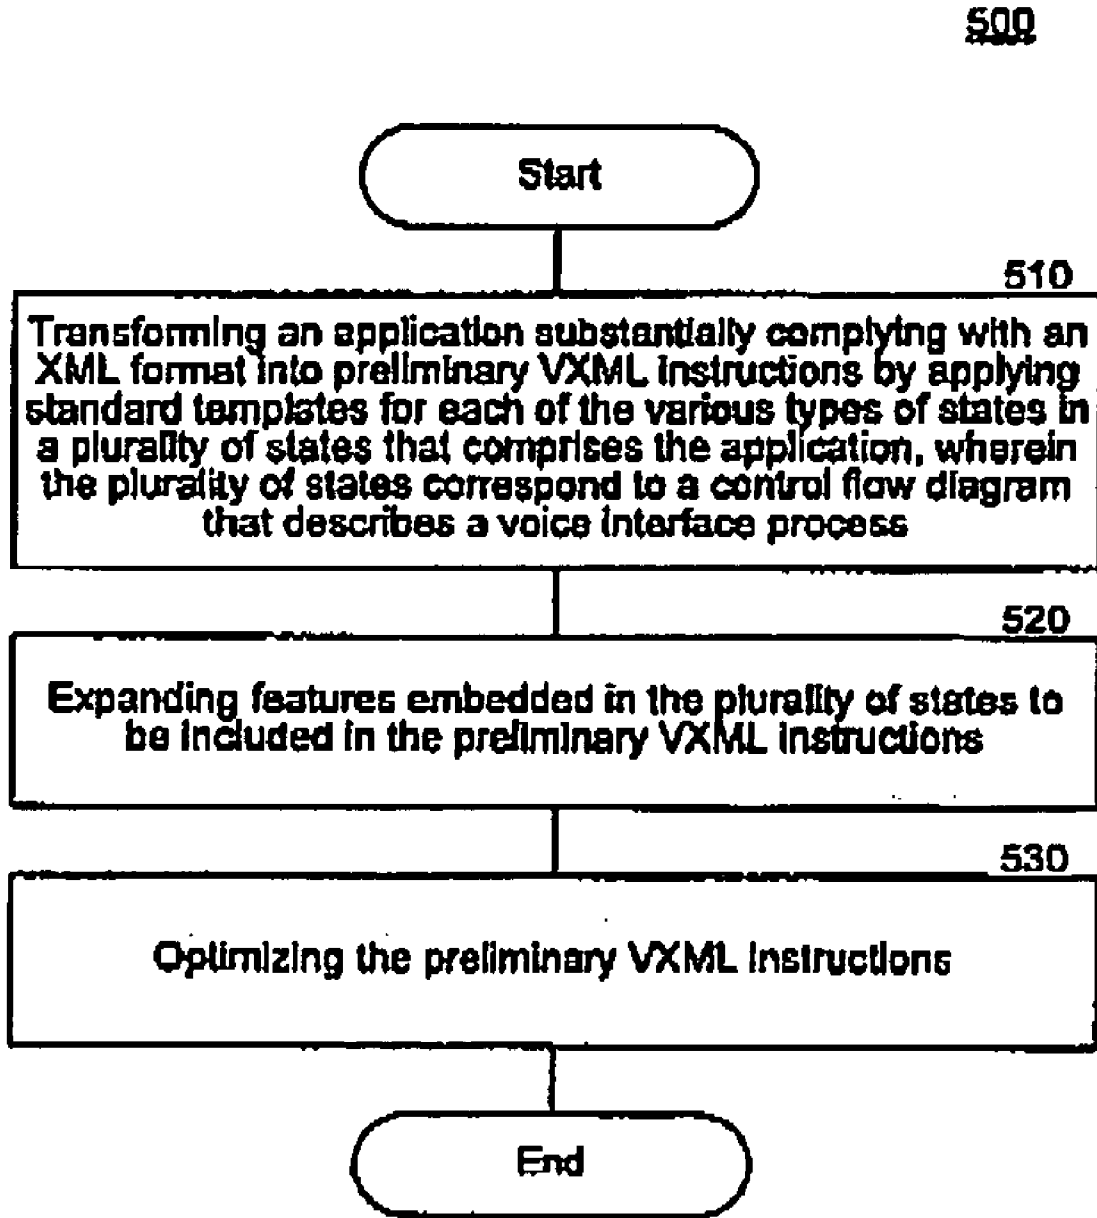 500
Start
510
Transforming an application substantially complying with an
XML format into preliminary VXML instructions by applying
standard templates for each of the various types of states in
a plurality of states that comprises the application, wherein
the plurality of states correspond to a control flow diagram
that describes a voice interface process
520
Expanding features embedded in the plurality of states to
be included in the preliminary VXML instructions
530
Optimizing the preliminary VXML instructions
End